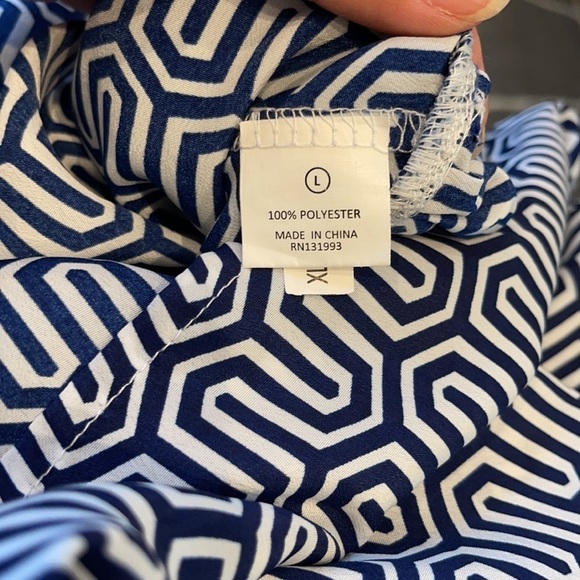 L
100% POLYESTER
MADE IN CHINA
RN131993
XL